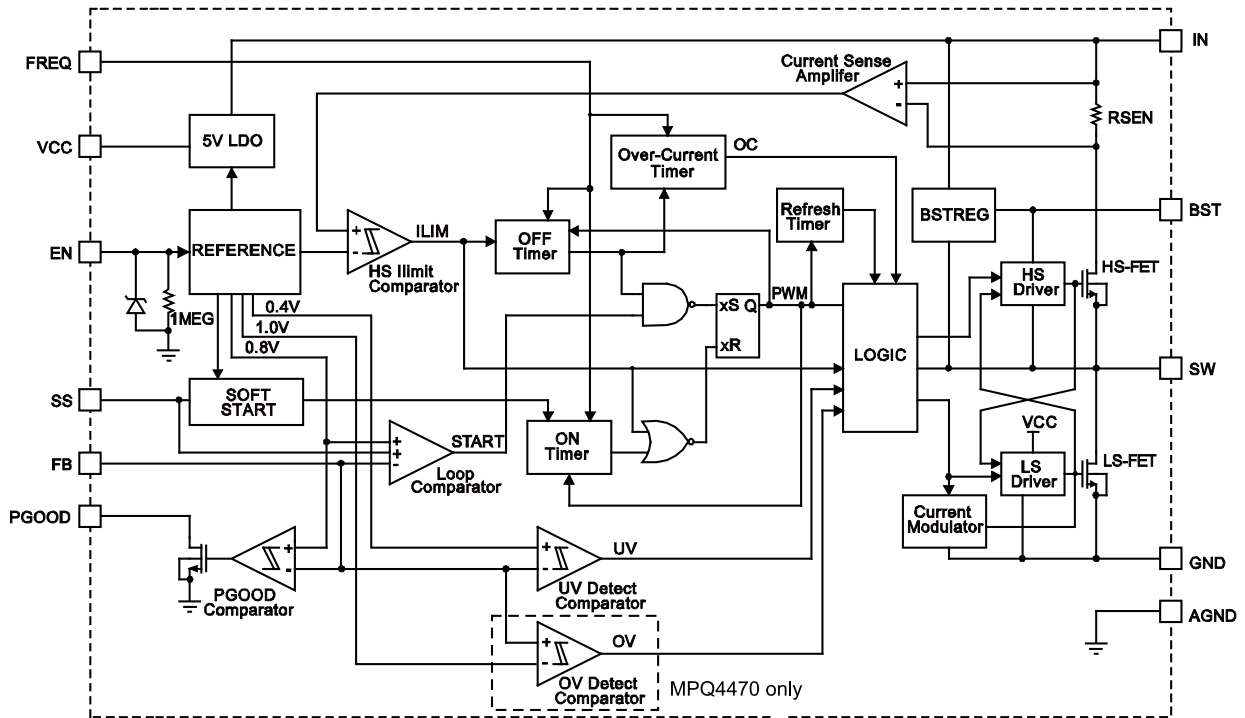 FREQ
VCC
EN
SS
FB
PGOOD
IN
BST
SW
GND
AGND
5V LDO
REFERENCE
1MEG
0.4V
1.0V
0.8V
SOFT
START
Current Sense
Amplifer
RSEN
+
-
+
-
ILIM
HS Ilimit
Comparator
OFF
Timer
Over-Current
Timer
OC
Refresh
Timer
BSTREG
PWM
xS Q
xR
LOGIC
HS
Driver
HS-FET
+
+
-
START
Loop
Comparator
ON
Timer
VCC
LS
Driver
LS-FET
Current
Modulator
+
-
PGOOD
Comparator
+
-
UV
UV Detect
Comparator
+
-
OV
OV Detect
Comparator
MPQ4470 only